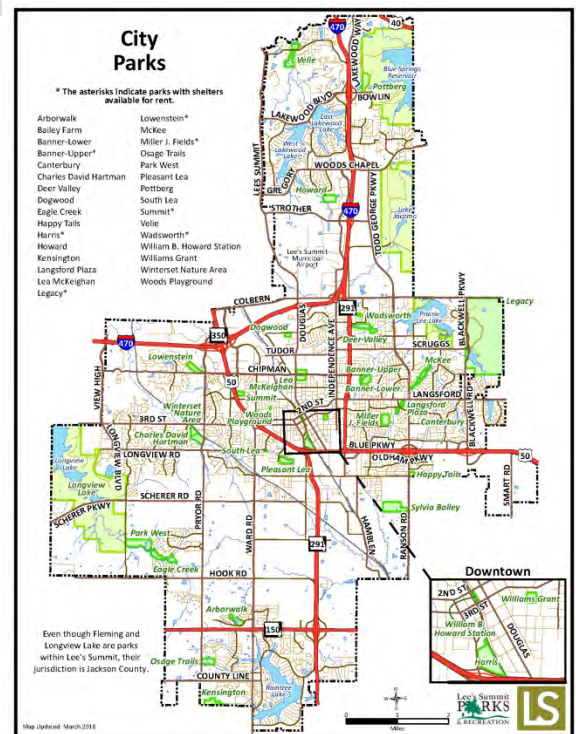 City
Parks
* The asterisks indicate parks with shelters
available for rent.
Arborwalk
Bailey Farm
Banner-Lower
Banner-Upper*
Canterbury
Charles David Hartman
Deer Valley
Dogwood
Eagle Creek
Happy Tails
Harris*
Howard
Kensington
Langsford Plaza
Lea McKeighan
Legacy*
Lowenstein*
McKee
Miller J. Fields*
Osage Trails
Park West
Pleasant Lea
Pottberg
South Lea
Summit*
Velie
Wadsworth*
William B. Howard Station
Williams Grant
Winterset Nature Area
Woods Playground
470
LAKEWOOD WAY
40
Velie
Blue Springs
Reservoir
Pottberg
BOWLIN
LAKEWOOD BLVD
East
Lakewood
Lake
West
Lakewood
Lake
WOODS CHAPEL
LEES SUMMIT
GREGORY
Howard
STROTHER
470
TODD GEORGE PKWY
Lake
Jacomo
Lee's Summit
Municipal
Airport
COLBERN
DOUGLAS
291
INDEPENDENCE AVE
Wadsworth
Prairie
Lee Lake
BLACKWELL PKWY
Legacy
350
Dogwood
Deer-Valley
SCRUGGS
470
TUDOR
Lowenstein
CHIPMAN
Banner-Upper
McKee
VIEW HIGH
50
Lea
McKeighan
Banner-Lower
LANGSFORD
Summit
2ND ST
Winterset
Nature
Area
Woods
Playground
Miller
J. Fields
Langsford
Plaza
Canterbury
3RD ST
Charles David
Hartman
BLUE PKWY
BLACKWELL RD
LONGVIEW RD
South Lea
OLDHAM PKWY
50
LONGVIEW BLVD
Longview
Lake
Pleasant Lea
Happy Tails
SMART RD
Longview
Lake
SCHERER RD
SCHERER PKWY
PRYOR RD
WARD RD
291
HAMBLEN
RANSON RD
Sylvia Bailey
Park West
Eagle Creek
HOOK RD
Arborwalk
150
Osage Trails
COUNTY LINE
Kensington
Raintree
Lake
Even though Fleming and
Longview Lake are parks
within Lee's Summit, their
jurisdiction is Jackson County.
Downtown
2ND ST
3RD ST
Williams Grant
William B.
Howard Station
DOUGLAS
Harris
Map Updated March 2016
0
2
Miles
Lee's Summit
PARKS
& RECREATION
LS